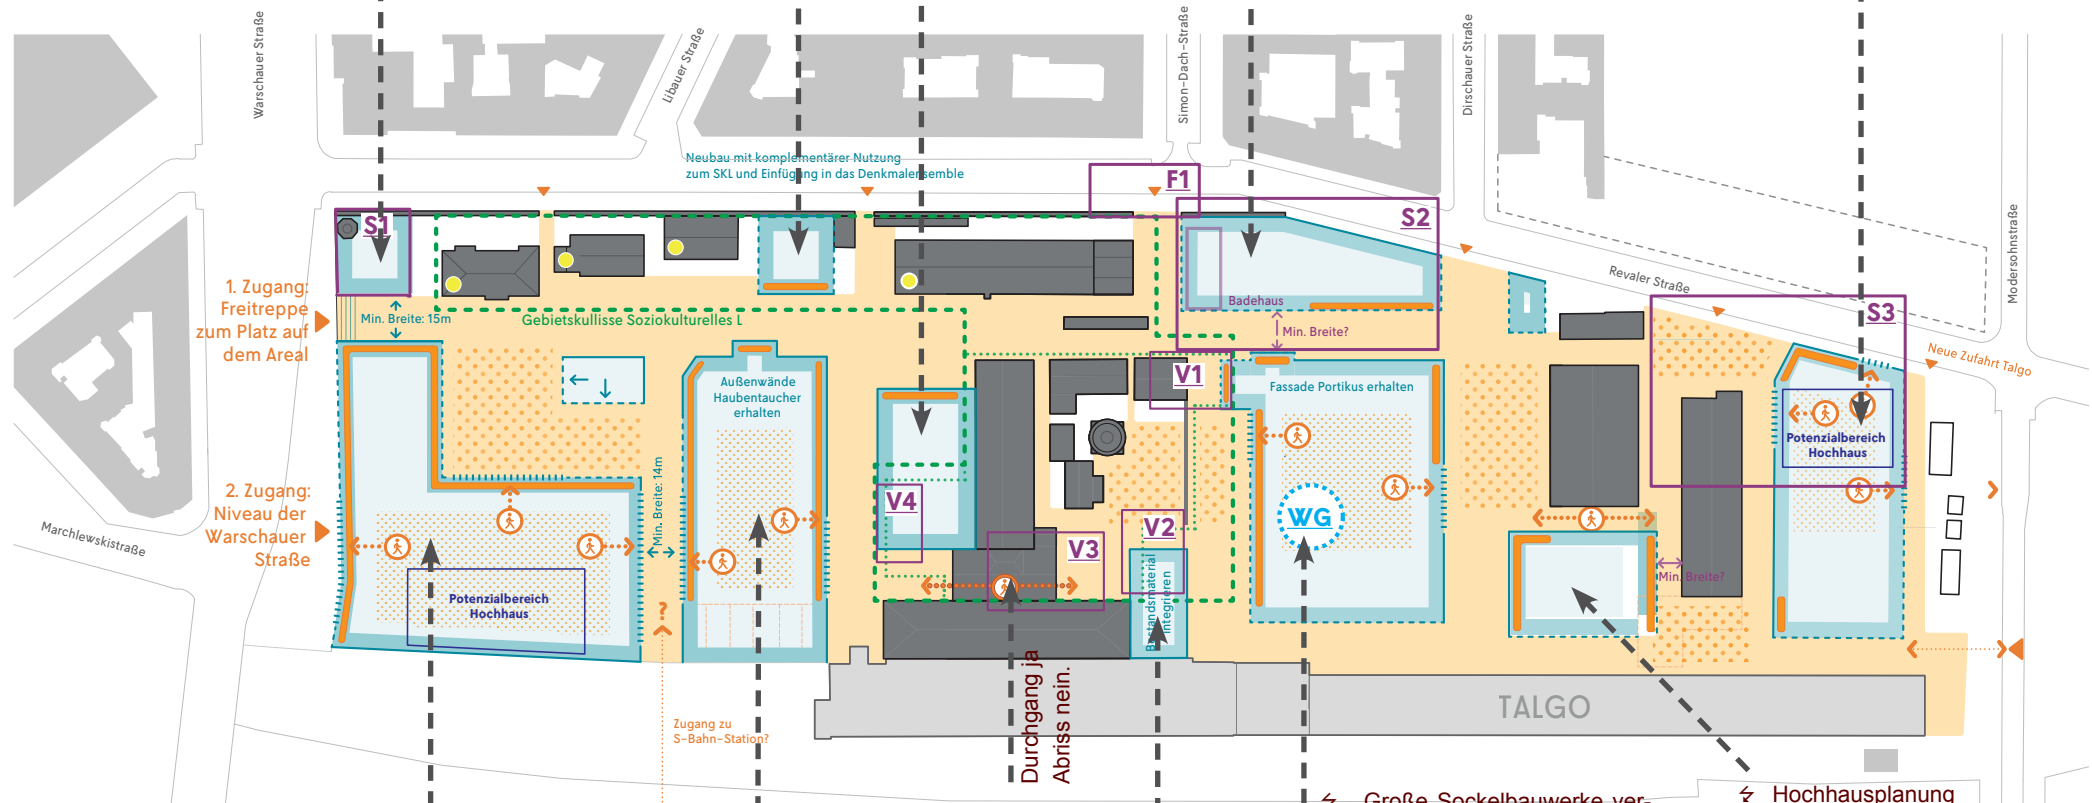 Warschauer Straße
Libauer Straße
Simon-Dach-Straße
Dirschauer Straße
Neubau mit komplementärer Nutzung
zum SKL und Einfügung in das Denkmalensemble
F1
S1
S2
Revaler Straße
Modersohnstraße
1. Zugang:
Freitreppe
zum Platz auf
dem Areal
Min. Breite: 15m
Gebietskullisse Soziokulturelles L
Badehaus
Min. Breite?
S3
Neue Zufahrt Talgo
Außenwände
Haubentaucher
erhalten
V1
Fassade Portikus erhalten
Potenzialbereich
Hochhaus
2. Zugang:
Niveau der
Warschauer
Straße
Marchlewskistraße
Min. Breite: 14m
V4
V2
V3
WG
Min. Breite?
Potenzialbereich
Hochhaus
Bestandsmaterial
integrieren
?
Zugang zu
S-Bahn-Station?
Durchgang ja
Abriss nein.
TALGO
Große Sockelbauwerke ver-
Hochhausplanung